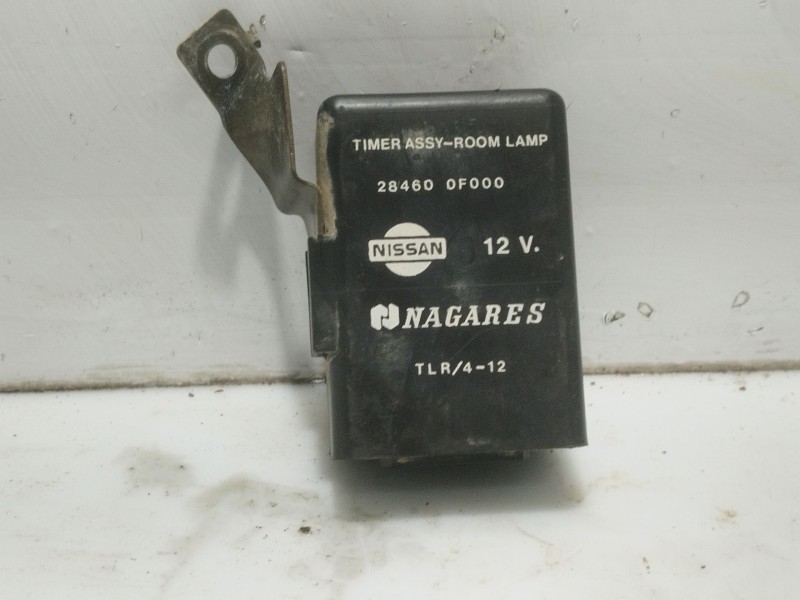 TIMER ASSY-ROOM LAMP
28460 0F000
NISSAN 12 V.
NAGARES
TLR/4-12